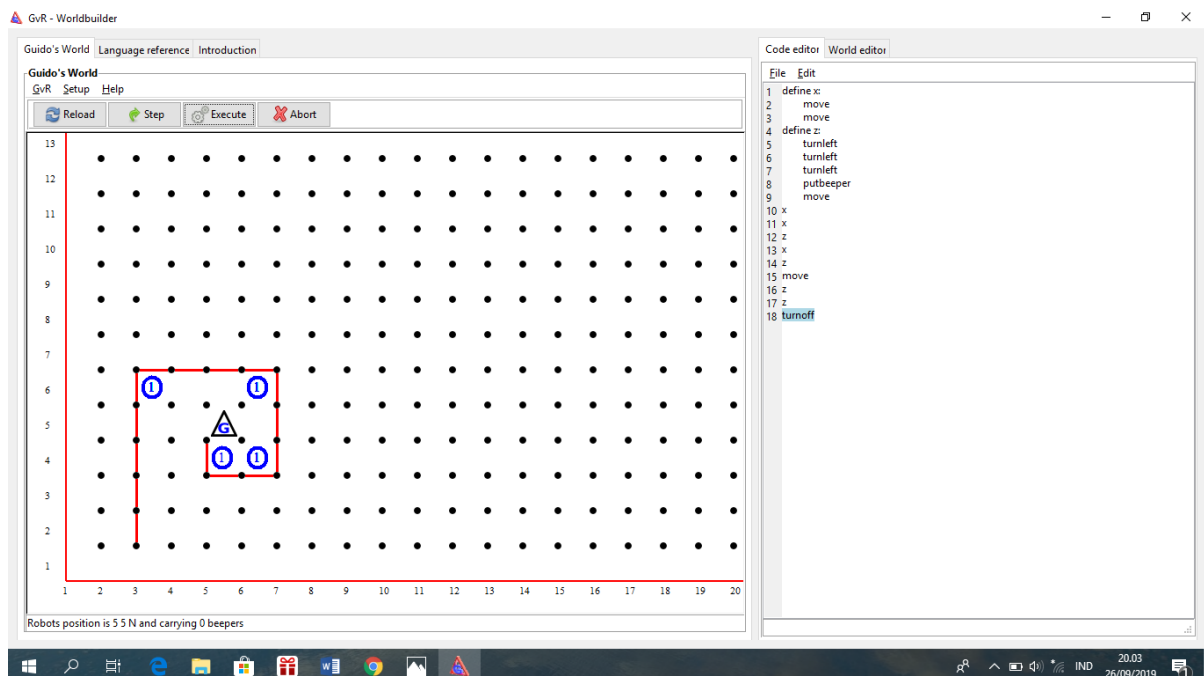 GvR - Worldbuilder
Guido's World Language reference Introduction
Guido's World
GvR Setup Help
Reload Step Execute Abort
13
12
11
10
9
8
7
6
5
4
3
2
1
1 1
G
1 1
1 2 3 4 5 6 7 8 9 10 11 12 13 14 15 16 17 18 19 20
Robots position is 5 5 N and carrying 0 beepers
Code editor World editor
File Edit
1 define x:
2 move
3 move
4 define z:
5 turnleft
6 turnleft
7 turnleft
8 putbeeper
9 move
10 x
11 x
12 z
13 x
14 z
15 move
16 z
17 z
18 turnoff
IND
20.03
26/09/2019